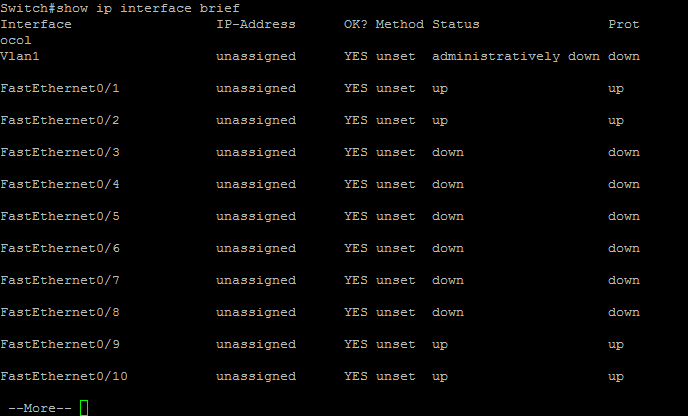 Switch#show ip interface brief
Interface IP-Address OK? Method Status Prot
ocol
Vlan1 unassigned YES unset administratively down down
FastEthernet0/1 unassigned YES unset up up
FastEthernet0/2 unassigned YES unset up up
FastEthernet0/3 unassigned YES unset down down
FastEthernet0/4 unassigned YES unset down down
FastEthernet0/5 unassigned YES unset down down
FastEthernet0/6 unassigned YES unset down down
FastEthernet0/7 unassigned YES unset down down
FastEthernet0/8 unassigned YES unset down down
FastEthernet0/9 unassigned YES unset up up
FastEthernet0/10 unassigned YES unset up up
--More--